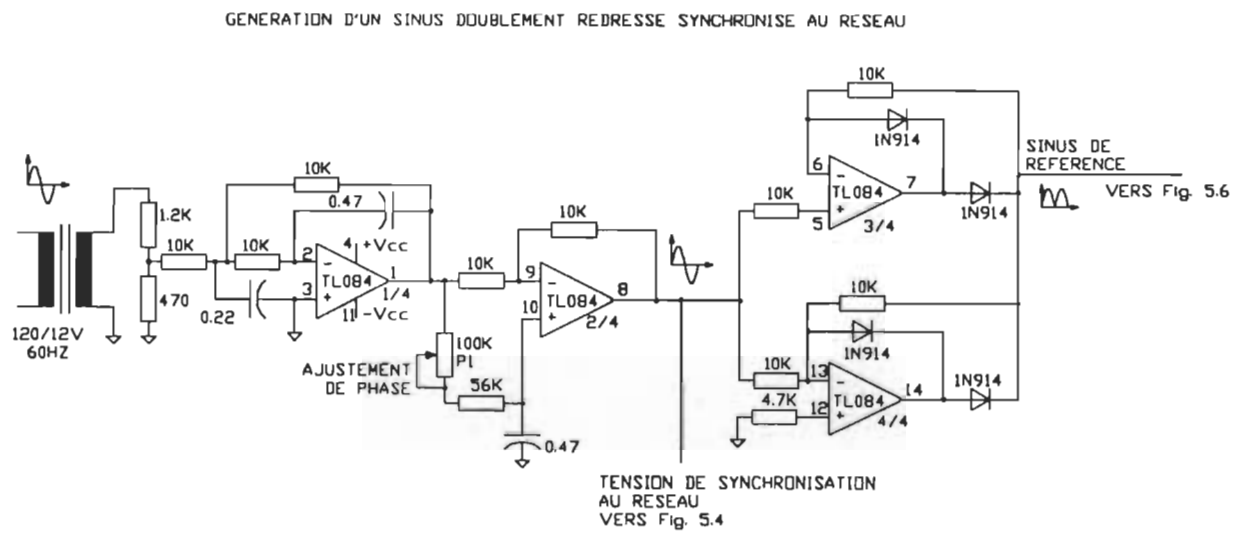 GENERATION D'UN SINUS DOUBLEMENT REDRESSE SYNCHRONISE AU RESEAU
10K
1N914
6
7
TL084
5
3/4
10K
1N914
SINUS DE
REFERENCE
VERS Fig. 5.6
120/12V
60HZ
1.2K
470
10K
10K
0.22
10K
0.47
2
3
4
+Vcc
TL084
1
1/4
11
-Vcc
100K
P1
AJUSTEMENT
DE PHASE
56K
0.47
10K
10K
9
10
TL084
8
2/4
TENSION DE SYNCHRONISATION
AU RESEAU
VERS Fig. 5.4
10K
1N914
10K
13
4.7K
12
TL084
14
4/4
1N914